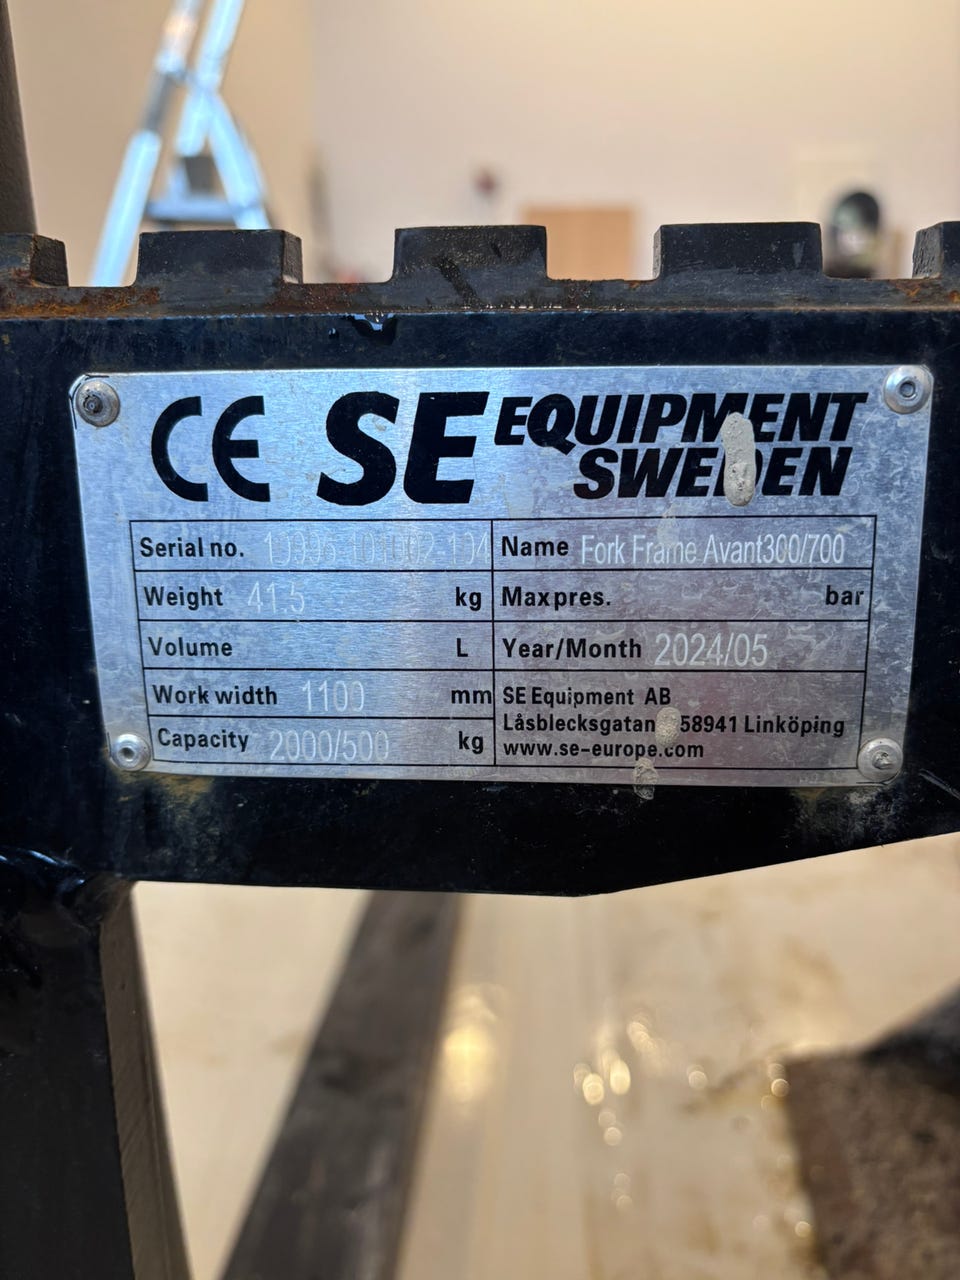 CE SE EQUIPMENT
SWEDEN
Serial no. Name Fork Frame Avant300/700
Weight 41.5 kg Max pres. bar
Volume L Year/Month 2024/05
Work width 1100 mm SE Equipment AB
Låsblecksgatan 58941 Linköping
Capacity 2000/500 kg www.se-europe.com